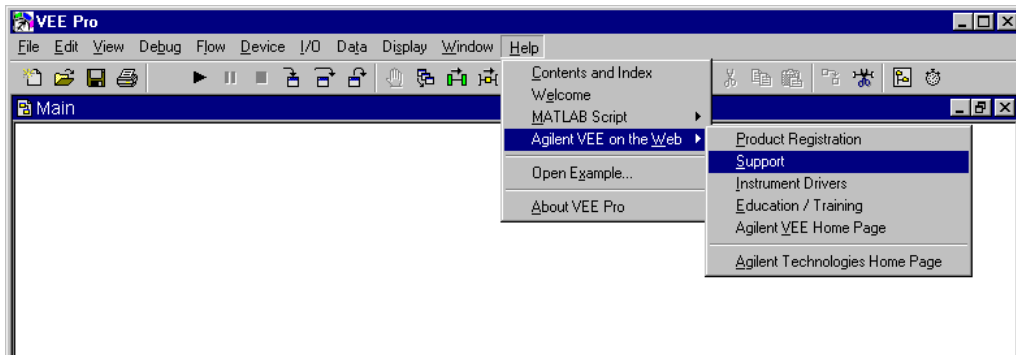 VEE Pro
File Edit View Debug Flow Device I/O Data Display Window Help
Main
Contents and Index
Welcome
MATLAB Script
Agilent VEE on the Web
Open Example...
About VEE Pro
Product Registration
Support
Instrument Drivers
Education / Training
Agilent VEE Home Page
Agilent Technologies Home Page